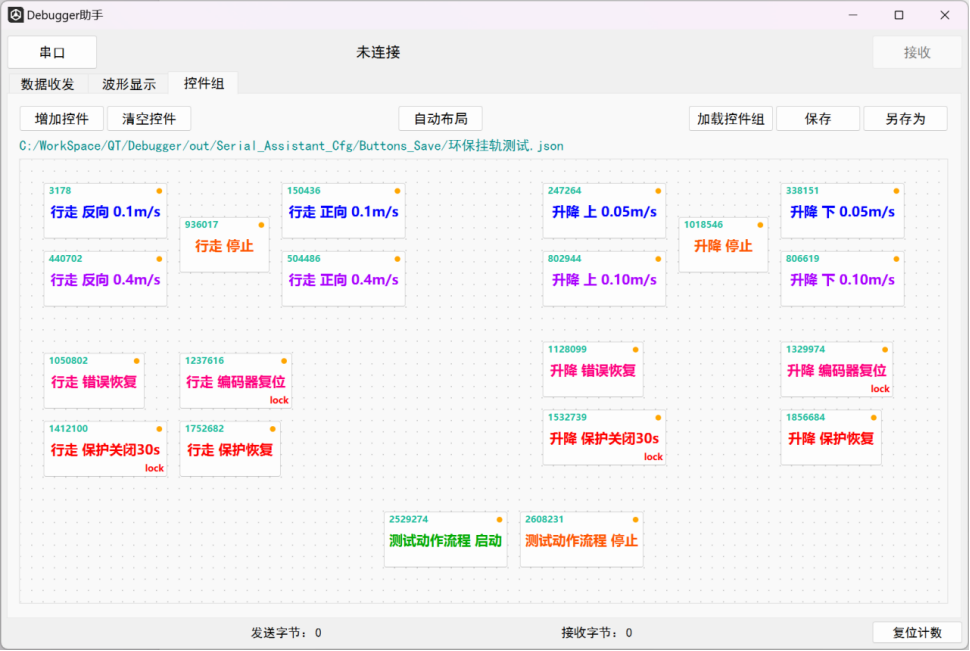 Debugger助手
串口
未连接
接收
数据收发 波形显示 控件组
增加控件 清空控件 自动布局 加载控件组 保存 另存为
C:/WorkSpace/QT/Debugger/out/Serial_Assistant_Cfg/Buttons_Save/环保挂轨测试.json
3178
行走 反向 0.1m/s
936017
行走 停止
150436
行走 正向 0.1m/s
440702
行走 反向 0.4m/s
504486
行走 正向 0.4m/s
247264
升降 上 0.05m/s
1018546
升降 停止
338151
升降 下 0.05m/s
802944
升降 上 0.10m/s
806619
升降 下 0.10m/s
1050802
行走 错误恢复
1237616
行走 编码器复位
lock
1412100
行走 保护关闭30s
lock
1752682
行走 保护恢复
1128099
升降 错误恢复
1329974
升降 编码器复位
lock
1532739
升降 保护关闭30s
lock
1856684
升降 保护恢复
2529274
测试动作流程 启动
2608231
测试动作流程 停止
发送字节: 0
接收字节: 0
复位计数